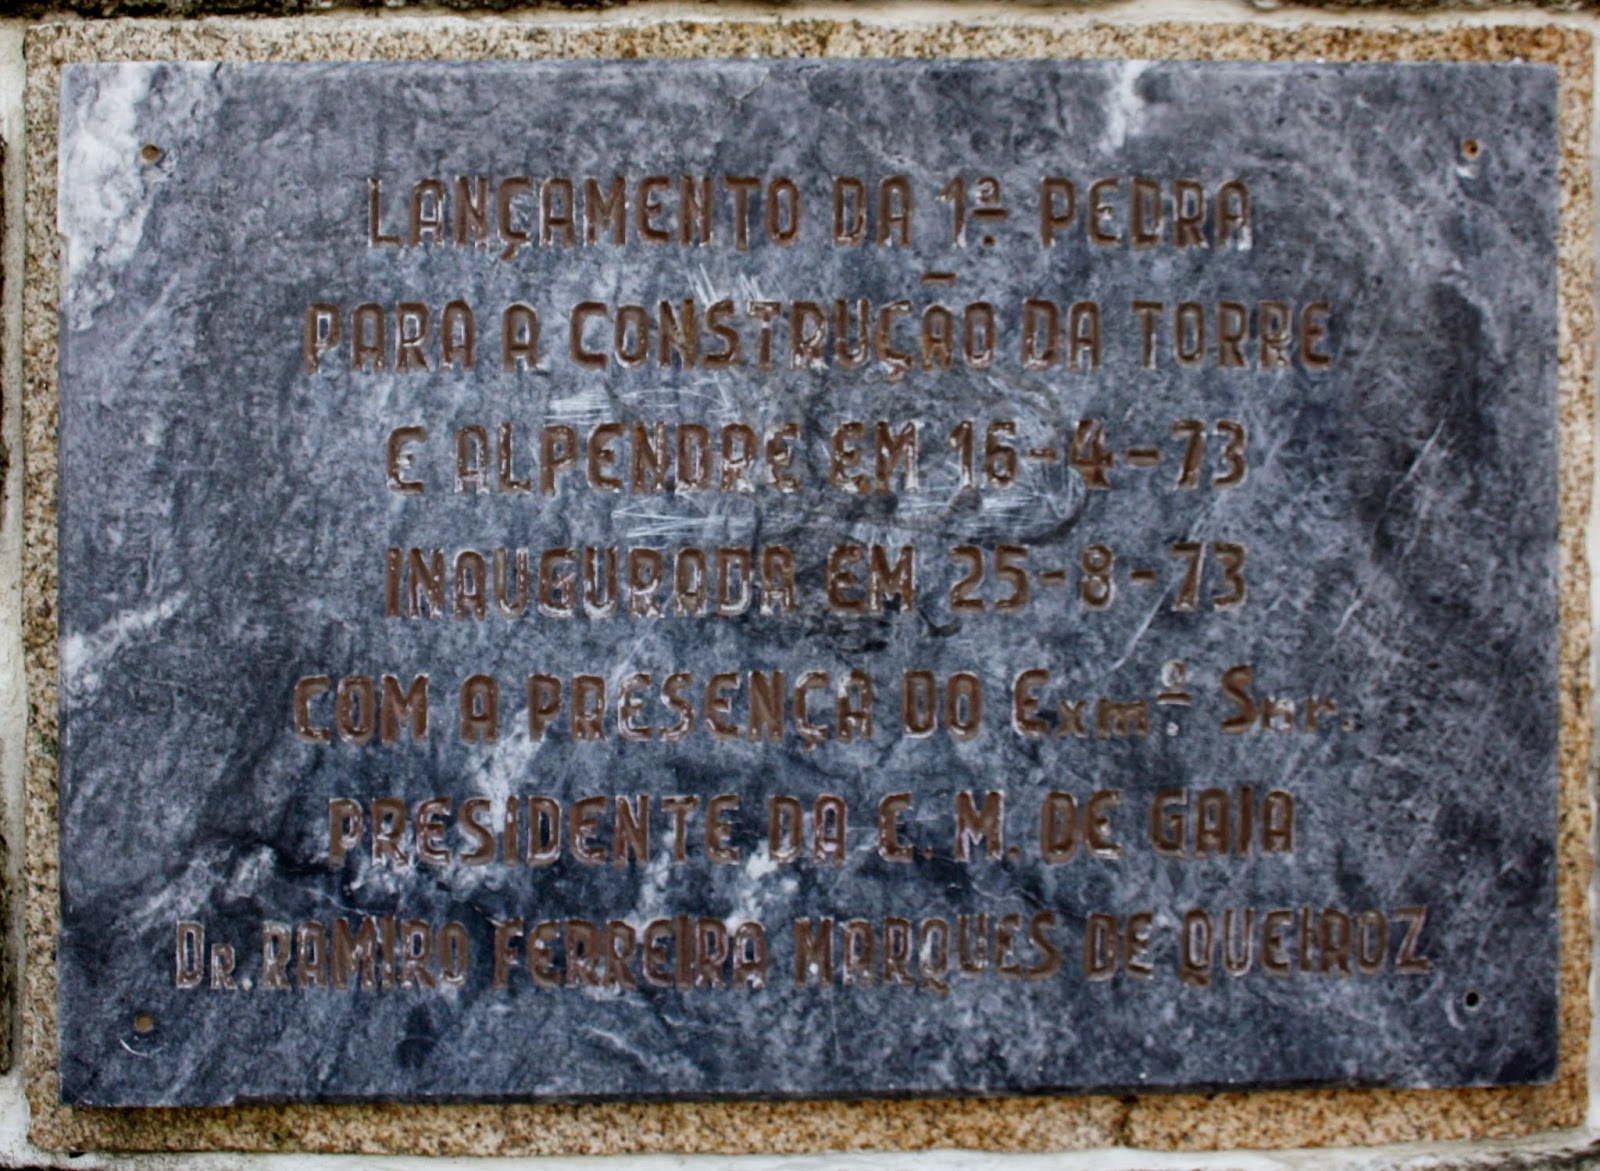 LANÇAMENTO DA 1ª. PEDRA
PARA A CONSTRUÇÃO DA TORRE
E ALPENDRE EM 16-4-73
INAUGURADA EM 25-8-73
COM A PRESENÇA DO Exmº. Snr.
PRESIDENTE DA C. M. DE GAIA
DR. RAMIRO FERREIRA MARQUES DE QUEIROZ